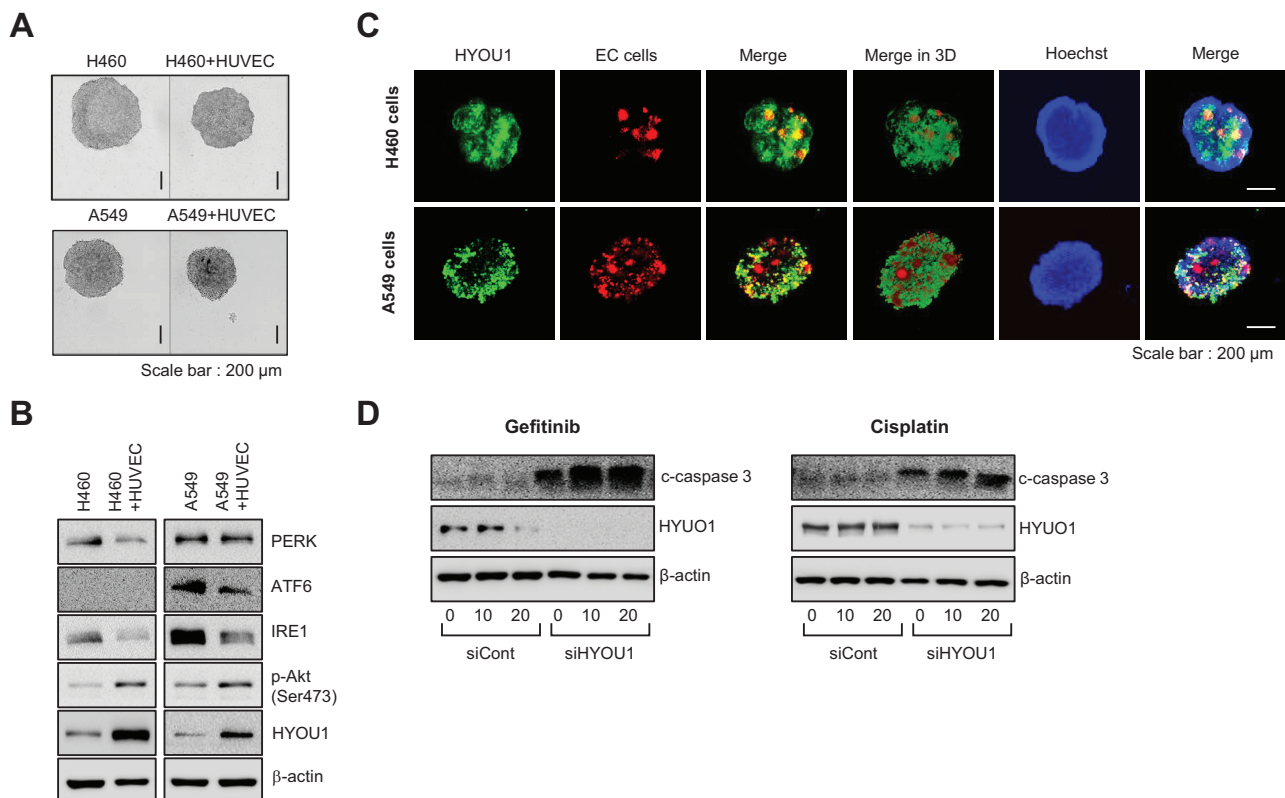 A
H460
H460+HUVEC
A549
A549+HUVEC
Scale bar : 200 µm
B
H460
H460
+HUVEC
A549
A549
+HUVEC
PERK
ATF6
IRE1
p-Akt
(Ser473)
HYOU1
β-actin
C
HYOU1
EC cells
Merge
Merge in 3D
Hoechst
Merge
H460 cells
A549 cells
Scale bar : 200 µm
D
Gefitinib
c-caspase 3
HYUO1
β-actin
0 10 20 0 10 20
siCont siHYOU1
Cisplatin
c-caspase 3
HYUO1
β-actin
0 10 20 0 10 20
siCont siHYOU1